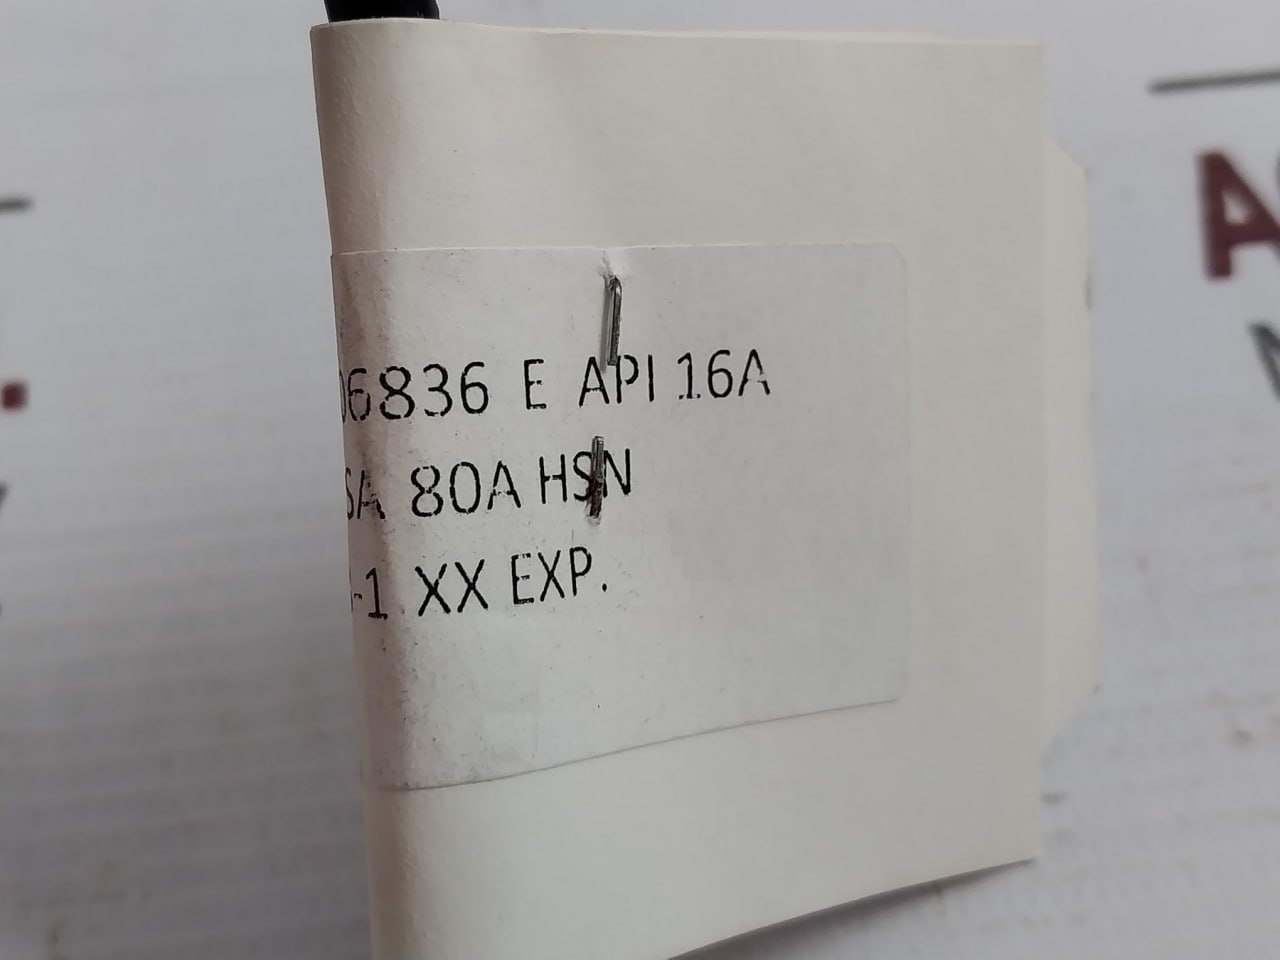 06836 E API 16A
SA 80A HSN
-1 XX EXP.